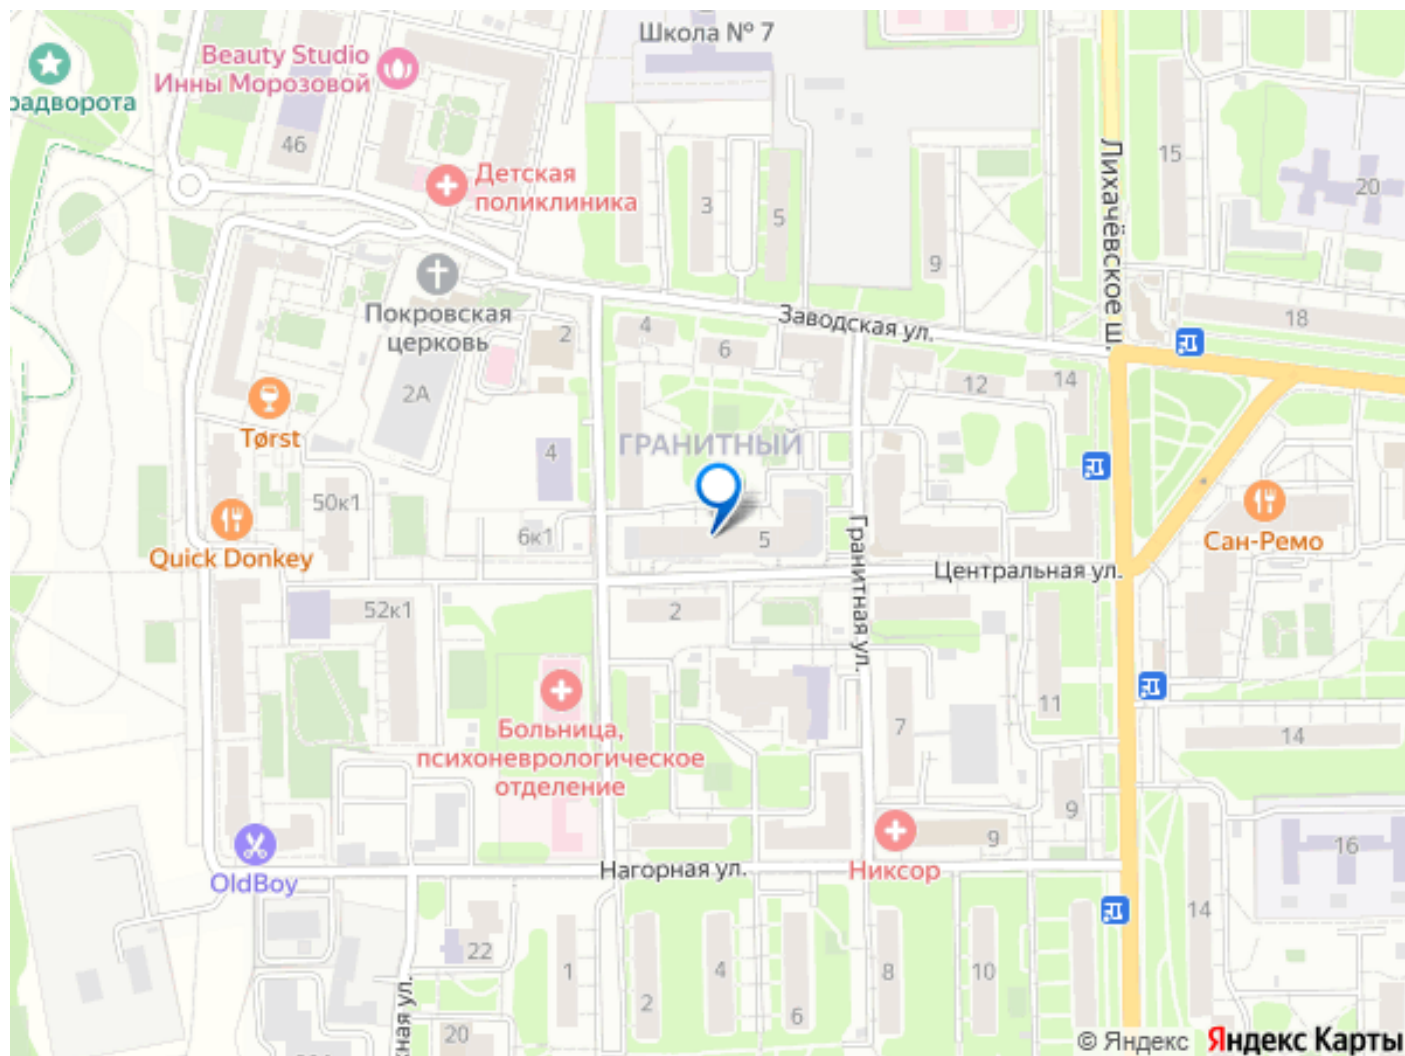 Школа № 7
Beauty Studio
Инны Морозовой
радворота
46
Детская
поликлиника
3
5
9
15
20
Лихачёвское ш.
Покровская
церковь
2
4
6
Заводская ул.
18
2А
12
14
Tørst
ГРАНИТНЫЙ
4
50к1
6к1
5
Quick Donkey
Гранитная ул.
Центральная ул.
Сан-Ремо
52к1
2
11
7
14
Больница,
психоневрологическое
отделение
9
9
16
OldBoy
Нагорная ул.
Никсор
22
1
2
4
6
8
10
14
20
жная ул.
© Яндекс Яндекс Карты